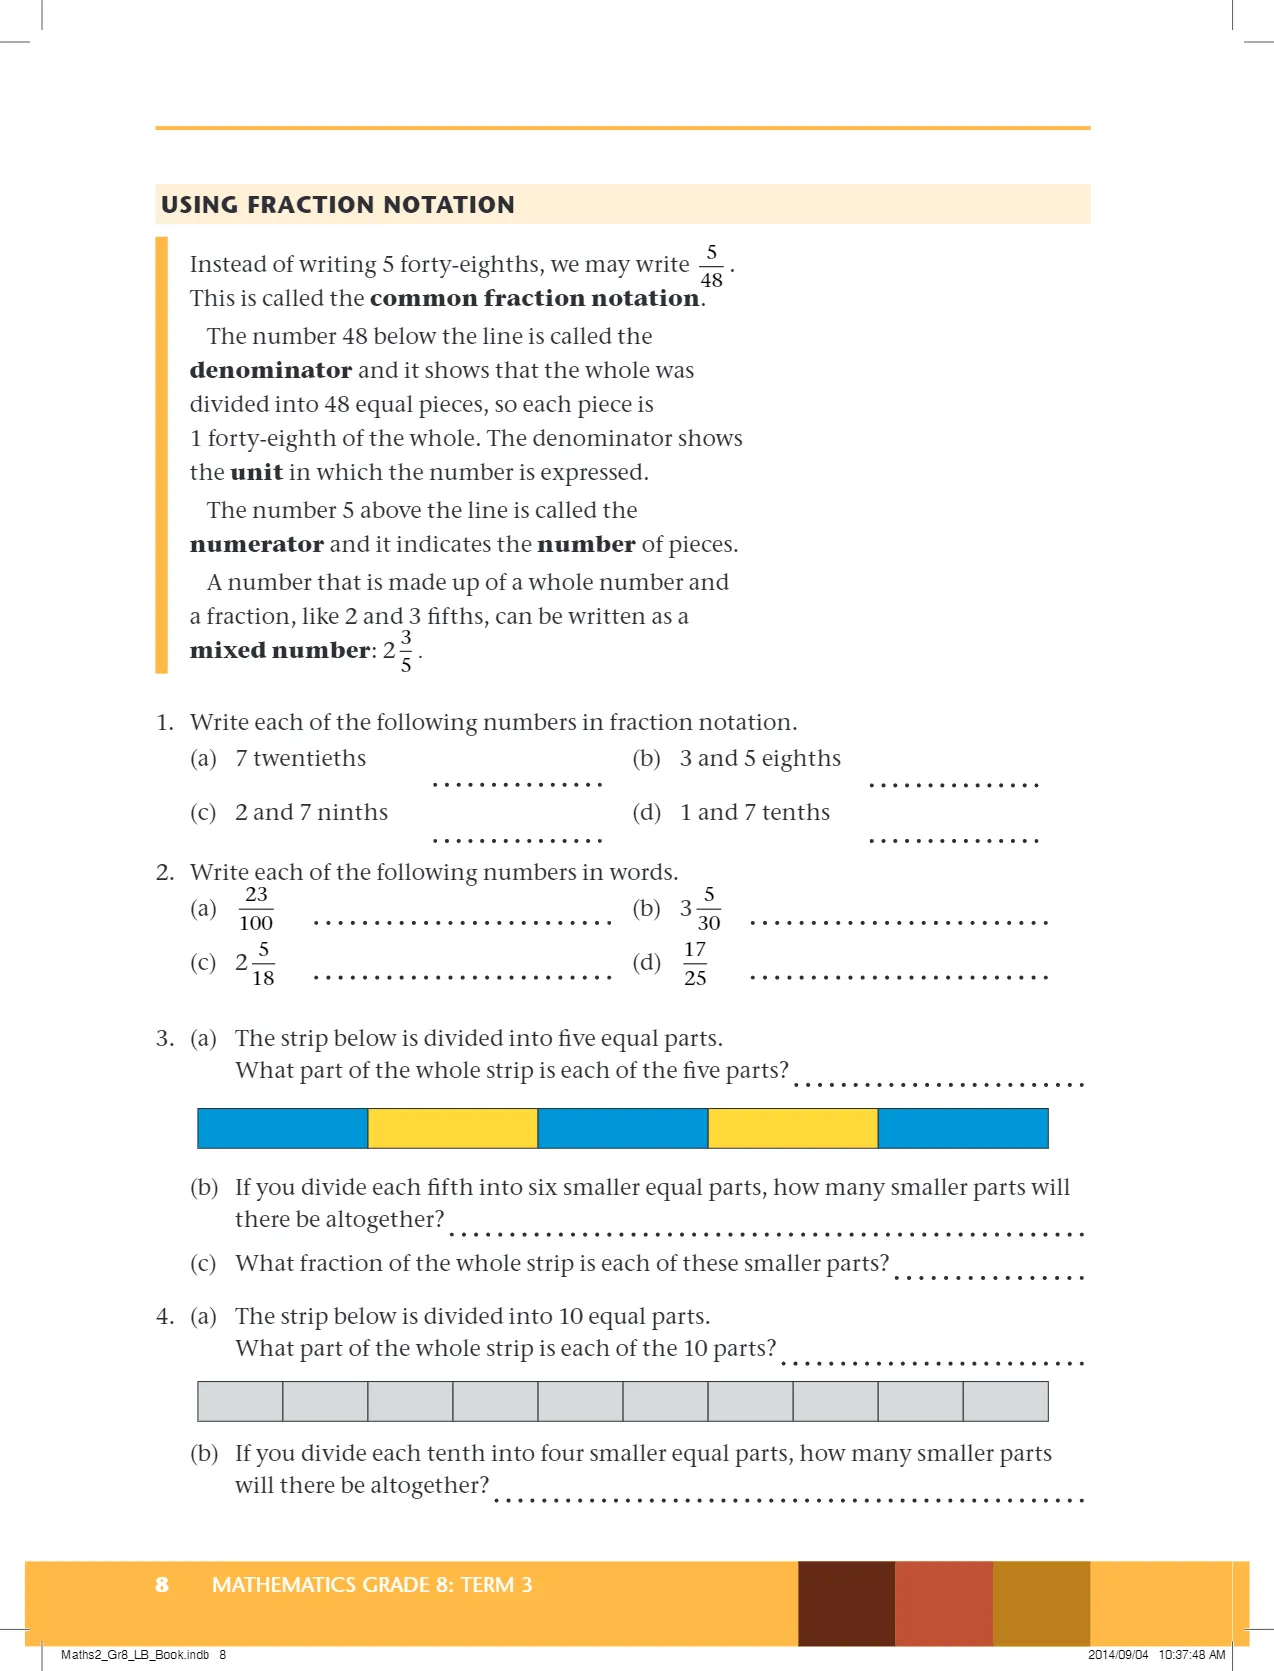 USING FRACTION NOTATION
Instead of writing 5 forty-eighths, we may write 5/48.
This is called the common fraction notation.
The number 48 below the line is called the
denominator and it shows that the whole was
divided into 48 equal pieces, so each piece is
1 forty-eighth of the whole. The denominator shows
the unit in which the number is expressed.
The number 5 above the line is called the
numerator and it indicates the number of pieces.
A number that is made up of a whole number and
a fraction, like 2 and 3 fifths, can be written as a
mixed number: 2 3/5.
1. Write each of the following numbers in fraction notation.
(a) 7 twentieths ............... (b) 3 and 5 eighths ...............
(c) 2 and 7 ninths ............... (d) 1 and 7 tenths ...............
2. Write each of the following numbers in words.
(a) 23/100 ......................... (b) 3 5/30 .........................
(c) 2 5/18 ......................... (d) 17/25 .........................
3. (a) The strip below is divided into five equal parts.
What part of the whole strip is each of the five parts? .........................
(b) If you divide each fifth into six smaller equal parts, how many smaller parts will
there be altogether? ......................................................
(c) What fraction of the whole strip is each of these smaller parts? .................
4. (a) The strip below is divided into 10 equal parts.
What part of the whole strip is each of the 10 parts? ..........................
(b) If you divide each tenth into four smaller equal parts, how many smaller parts
will there be altogether? ..................................................
8 MATHEMATICS GRADE 8: TERM 3
Maths2_Gr8_LB_Book.indb 8 2014/09/04 10:37:48 AM